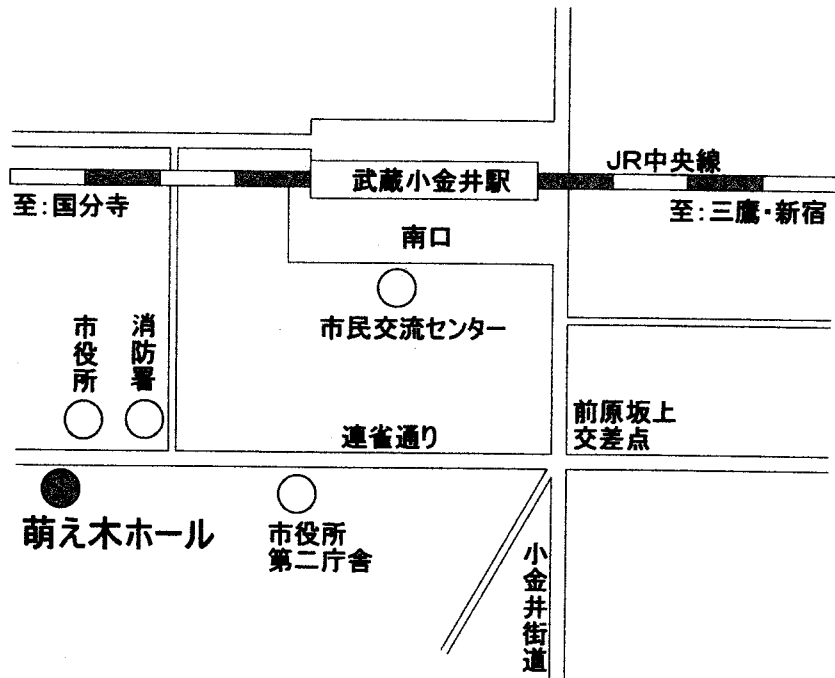 JR中央線
武蔵小金井駅
至:国分寺
至:三鷹・新宿
南口
市民交流センター
市役所
消防署
前原坂上
交差点
連雀通り
萌え木ホール
市役所
第二庁舎
小金井街道